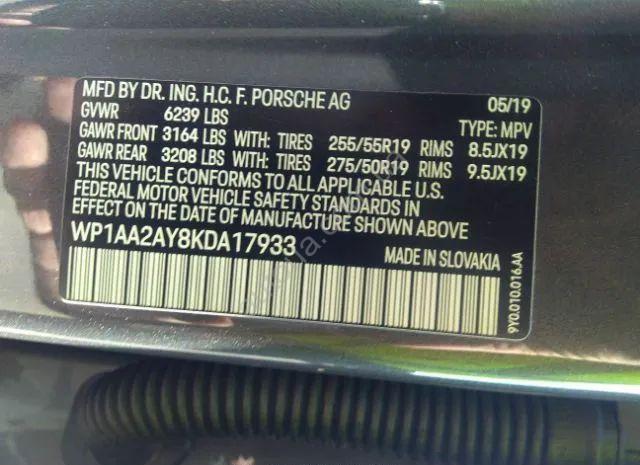 MFD BY DR. ING. H.C. F. PORSCHE AG 05/19
GVWR 6239 LBS TYPE: MPV
GAWR FRONT 3164 LBS WITH: TIRES 255/55R19 RIMS 8.5JX19
GAWR REAR 3208 LBS WITH: TIRES 275/50R19 RIMS 9.5JX19
THIS VEHICLE CONFORMS TO ALL APPLICABLE U.S.
FEDERAL MOTOR VEHICLE SAFETY STANDARDS IN
EFFECT ON THE DATE OF MANUFACTURE SHOWN ABOVE
WP1AA2AY8KDA17933
MADE IN SLOVAKIA
9Y0.010.016.AA